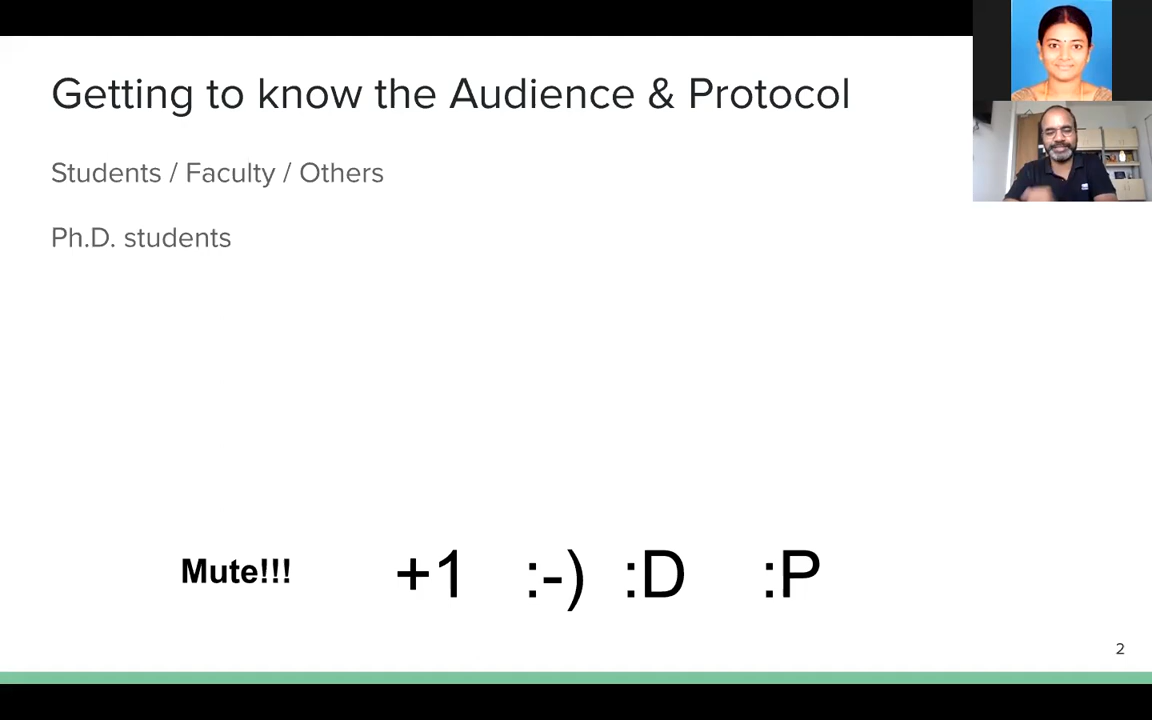 Getting to know the Audience & Protocol
Students / Faculty / Others
Ph.D. students
Mute!!! +1 :-) :D :P
2